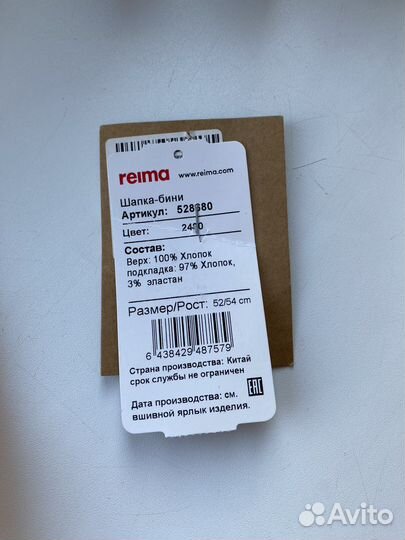 reima www.reima.com
Шапка-бини
Артикул: 528680
Цвет:
Состав:
Верх: 100% Хлопок
подкладка: 97% Хлопок,
3% эластан
Размер/Рост: 52/54 cm
6 438429 487579
Страна производства: Китай
срок службы не ограничен
Дата производства: см.
вшивной ярлык изделия.
EAC
Avito